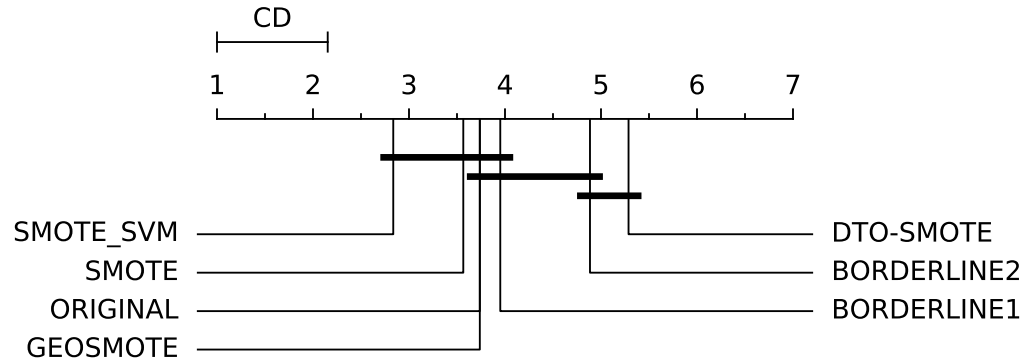 CD
1 2 3 4 5 6 7
SMOTE_SVM DTO-SMOTE
SMOTE BORDERLINE2
ORIGINAL BORDERLINE1
GEOSMOTE